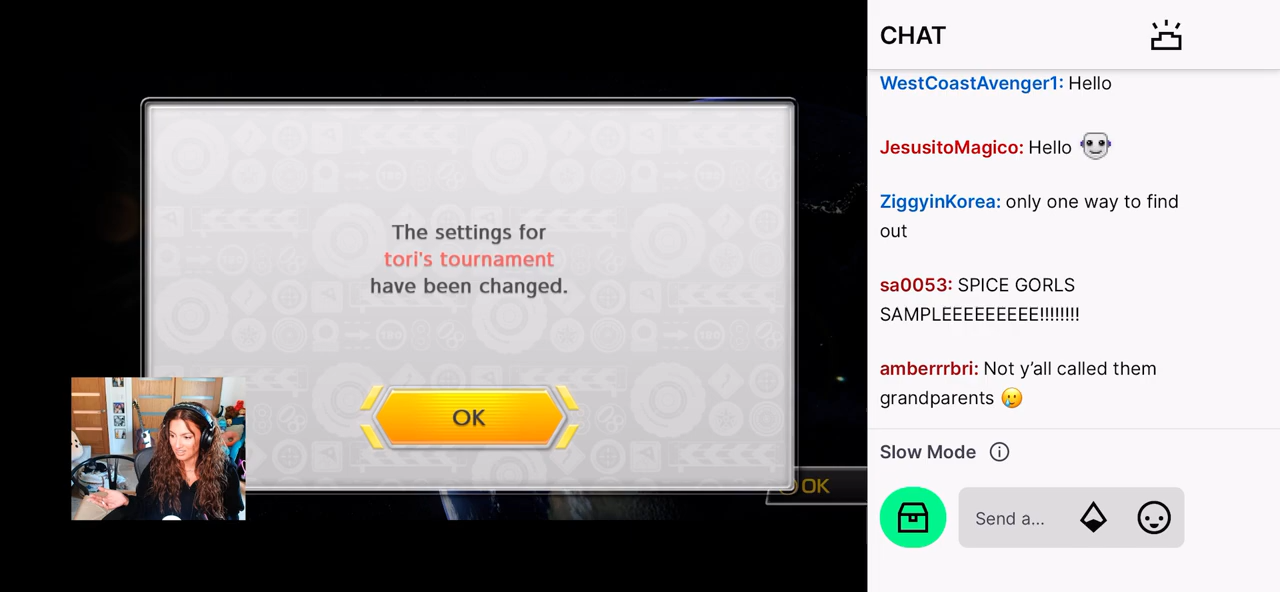 The settings for
tori's tournament
have been changed.
OK
OK
CHAT
WestCoastAvenger1: Hello
JesusitoMagico: Hello
ZiggyinKorea: only one way to find
out
sa0053: SPICE GORLS
SAMPLEEEEEEEEE!!!!!!!!
amberrrbri: Not y’all called them
grandparents 🥲
Slow Mode
Send a...